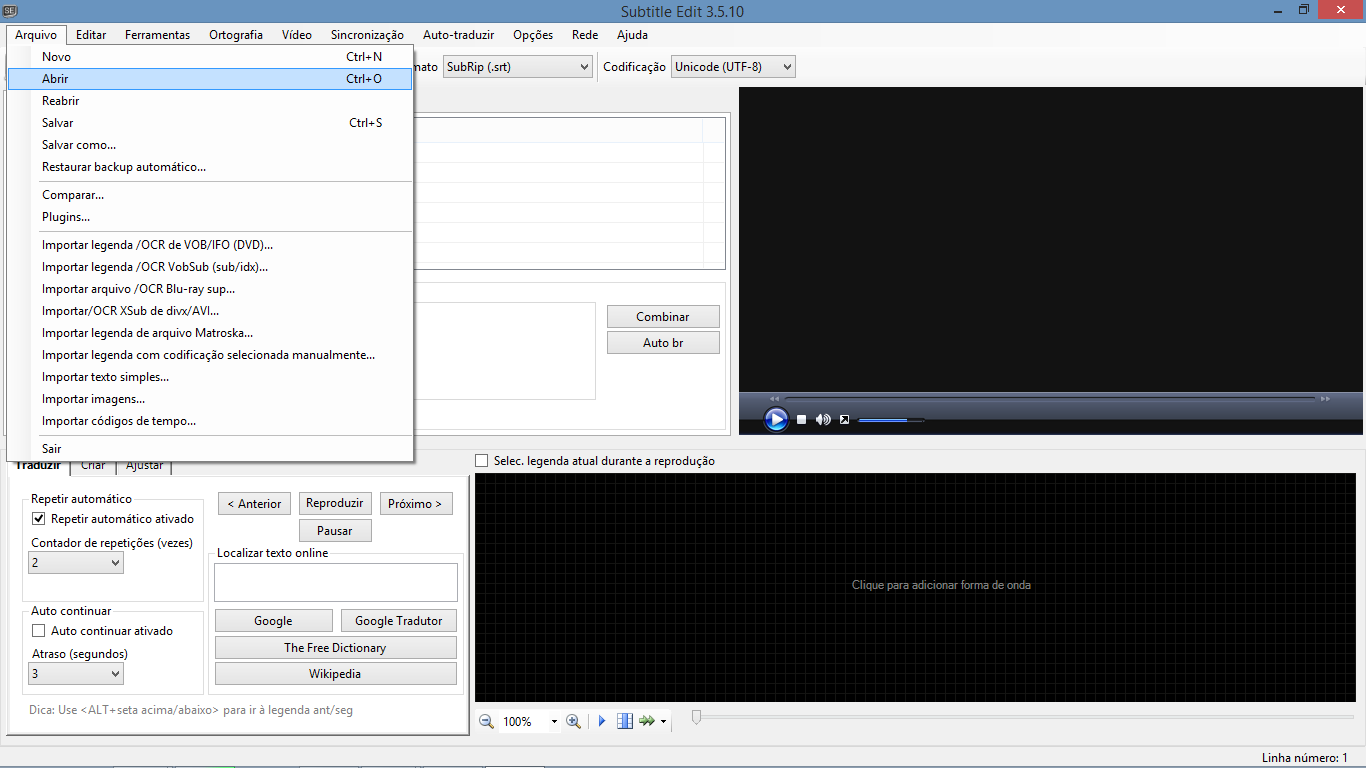 SE
Subtitle Edit 3.5.10
Arquivo Editar Ferramentas Ortografia Vídeo Sincronização Auto-traduzir Opções Rede Ajuda
Novo Ctrl+N
Abrir Ctrl+O
Reabrir
Salvar Ctrl+S
Salvar como...
Restaurar backup automático...
Comparar...
Plugins...
Importar legenda /OCR de VOB/IFO (DVD)...
Importar legenda /OCR VobSub (sub/idx)...
Importar arquivo /OCR Blu-ray sup...
Importar/OCR XSub de divx/AVI...
Importar legenda de arquivo Matroska...
Importar legenda com codificação selecionada manualmente...
Importar texto simples...
Importar imagens...
Importar códigos de tempo...
Sair
mato SubRip (.srt) Codificação Unicode (UTF-8)
Combinar
Auto br
Traduzir Criar Ajustar
Repetir automático
Repetir automático ativado
Contador de repetições (vezes)
2
Auto continuar
Auto continuar ativado
Atraso (segundos)
3
< Anterior Reproduzir Próximo >
Pausar
Localizar texto online
Google Google Tradutor
The Free Dictionary
Wikipedia
Dica: Use <ALT+seta acima/abaixo> para ir à legenda ant/seg
Selec. legenda atual durante a reprodução
Clique para adicionar forma de onda
100%
Linha número: 1